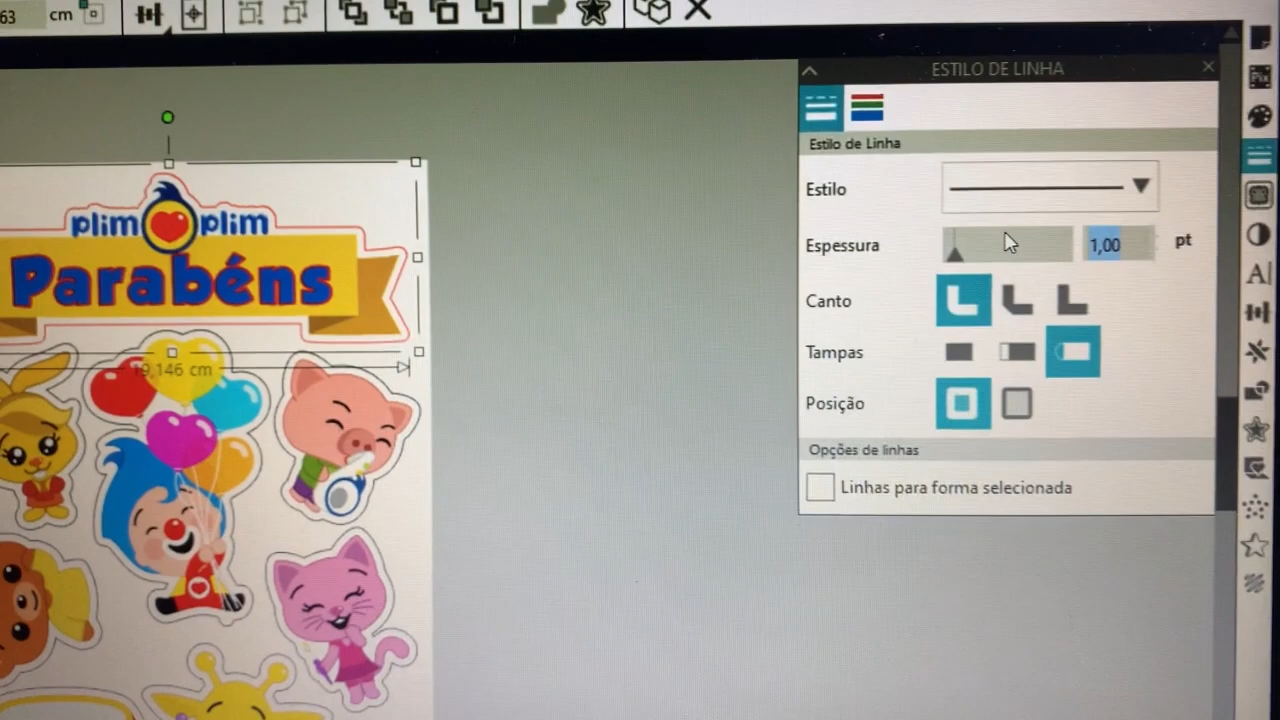 63 cm
ESTILO DE LINHA
Estilo de Linha
Estilo
Espessura 1,00 pt
Canto
Tampas
Posição
Opções de linhas
Linhas para forma selecionada
plim plim
Parabéns
19,146 cm